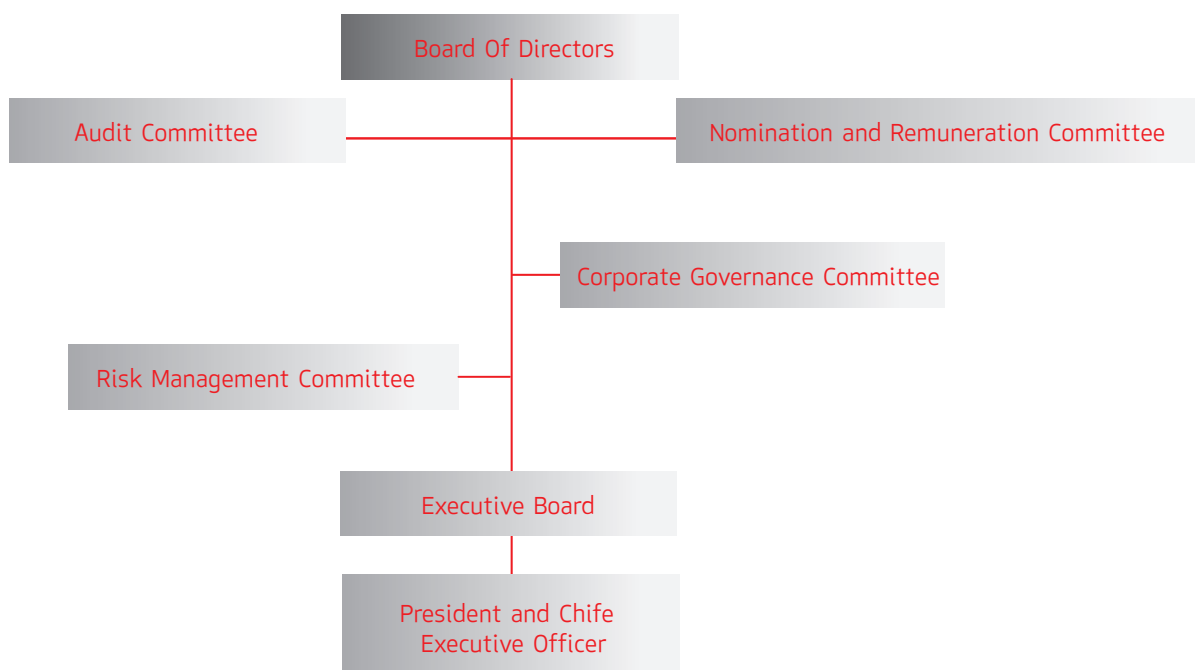 Board Of Directors
Audit Committee
Nomination and Remuneration Committee
Corporate Governance Committee
Risk Management Committee
Executive Board
President and Chife
Executive Officer